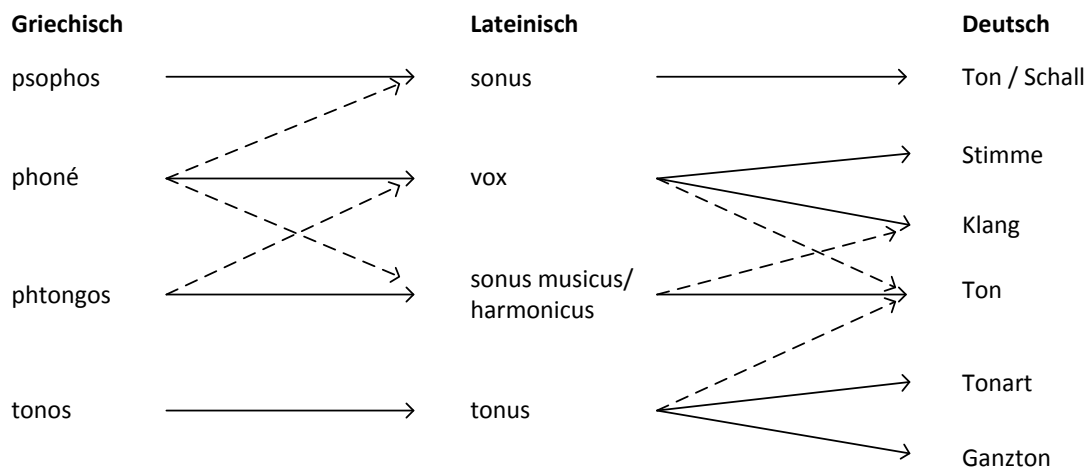 Griechisch Lateinisch Deutsch
psophos sonus Ton / Schall
Stimme
phoné vox
Klang
phtongos sonus musicus/ Ton
harmonicus
Tonart
tonos tonus
Ganzton